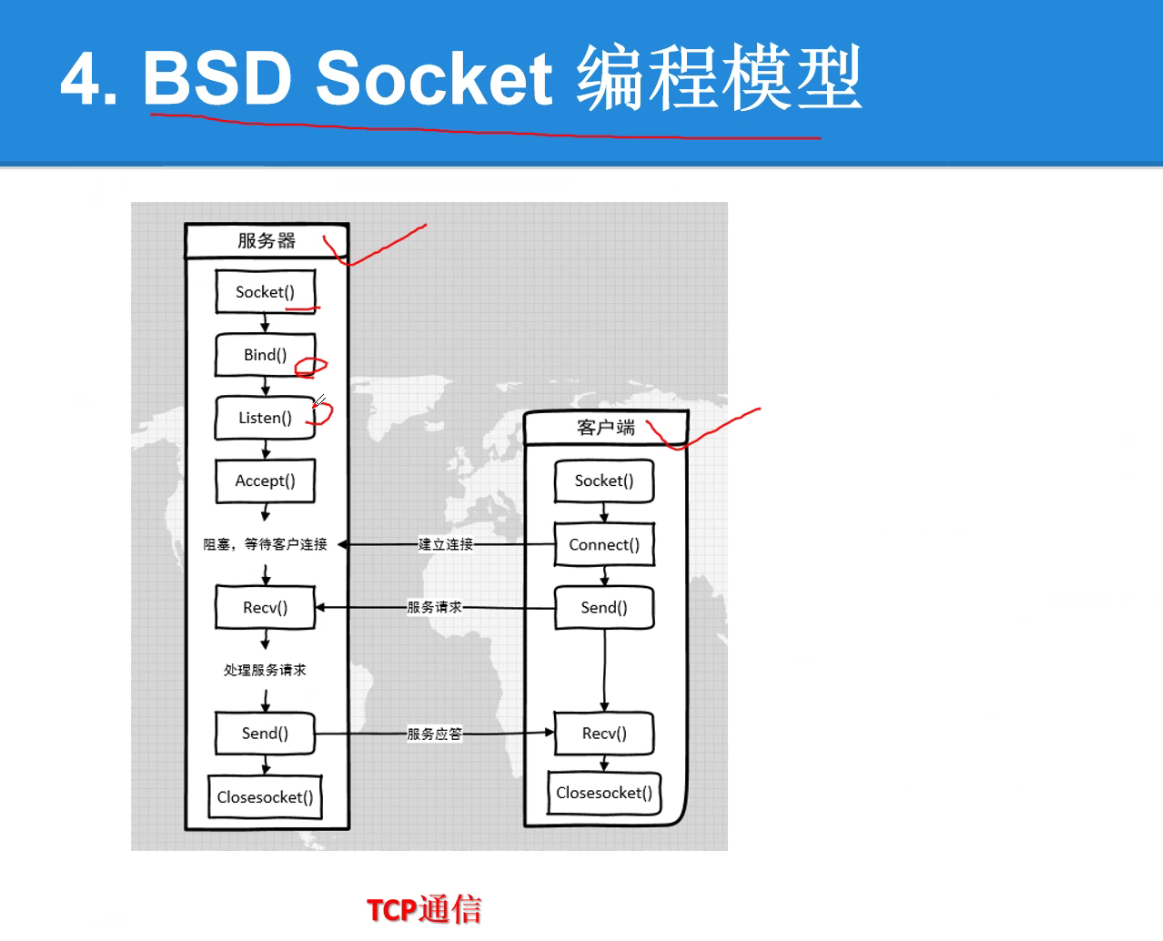 4. BSD Socket 编程模型
服务器
Socket()
Bind()
Listen()
Accept()
阻塞，等待客户连接
Recv()
处理服务请求
Send()
Closesocket()
建立连接
服务请求
服务应答
客户端
Socket()
Connect()
Send()
Recv()
Closesocket()
TCP通信